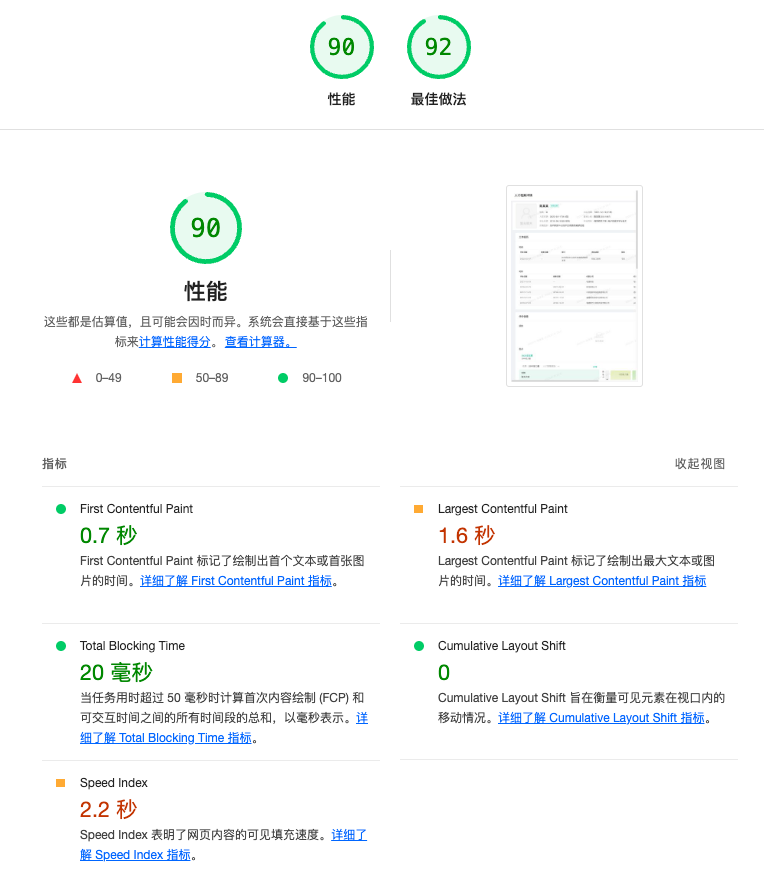 90
92
性能
最佳做法
90
性能
这些都是估算值，且可能会因时而异。系统会直接基于这些指
标来计算性能得分。 查看计算器。
0–49
50–89
90–100
指标
收起视图
First Contentful Paint
0.7 秒
First Contentful Paint 标记了绘制出首个文本或首张图
片的时间。详细了解 First Contentful Paint 指标。
Largest Contentful Paint
1.6 秒
Largest Contentful Paint 标记了绘制出最大文本或图
片的时间。详细了解 Largest Contentful Paint 指标
Total Blocking Time
20 毫秒
当任务用时超过 50 毫秒时计算首次内容绘制 (FCP) 和
可交互时间之间的所有时间段的总和，以毫秒表示。详
细了解 Total Blocking Time 指标。
Cumulative Layout Shift
0
Cumulative Layout Shift 旨在衡量可见元素在视口内的
移动情况。详细了解 Cumulative Layout Shift 指标。
Speed Index
2.2 秒
Speed Index 表明了网页内容的可见填充速度。详细了
解 Speed Index 指标。